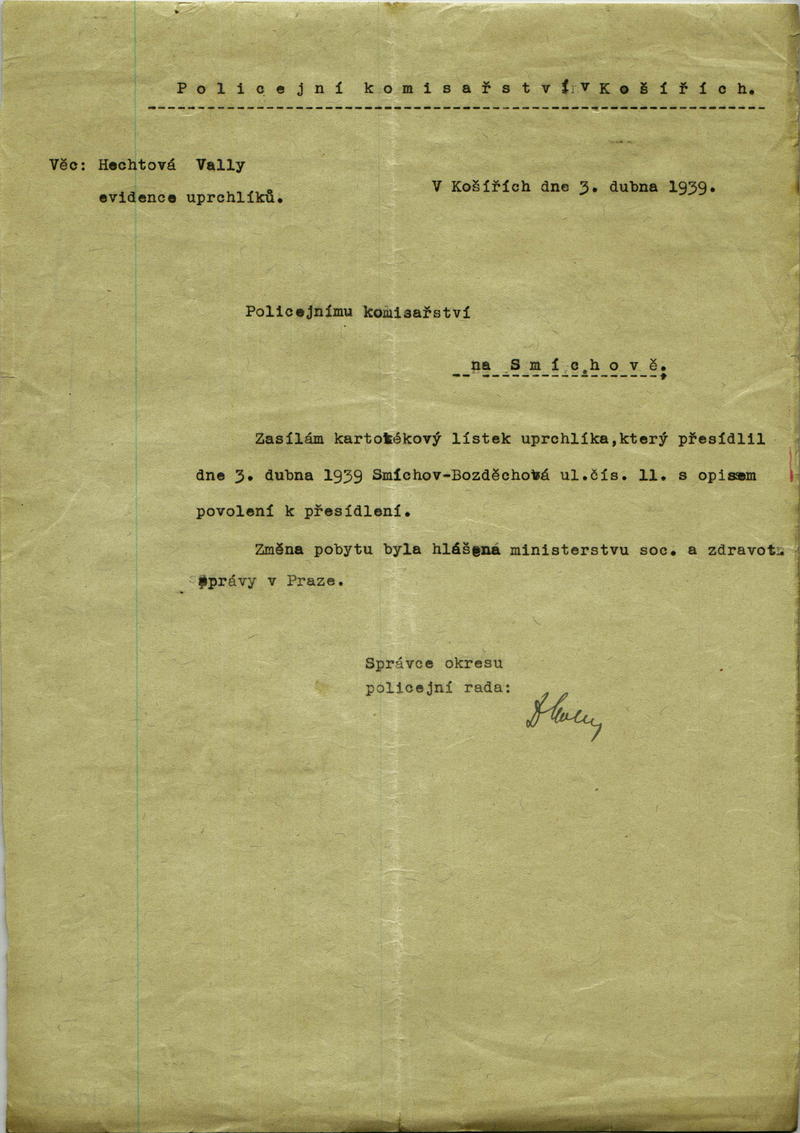 Policejní komisařství v Košířích.
Věc: Hechtová Vally
evidence uprchlíků.
V Košířích dne 3. dubna 1939.
Policejnímu komisařství
na Smíchově.
Zasílám kartotékový lístek uprchlíka,který přesídlil
dne 3. dubna 1939 Smíchov-Bozděchová ul.čís. 11. s opisem
povolení k přesídlení.
Změna pobytu byla hlášena ministerstvu soc. a zdravot.
správy v Praze.
Správce okresu
policejní rada: